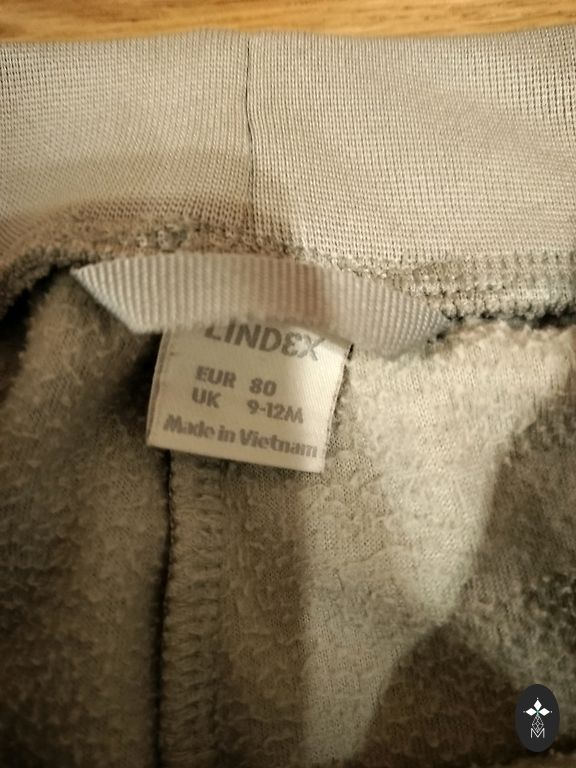 LINDEX
EUR 80
UK 9-12M
Made in Vietnam